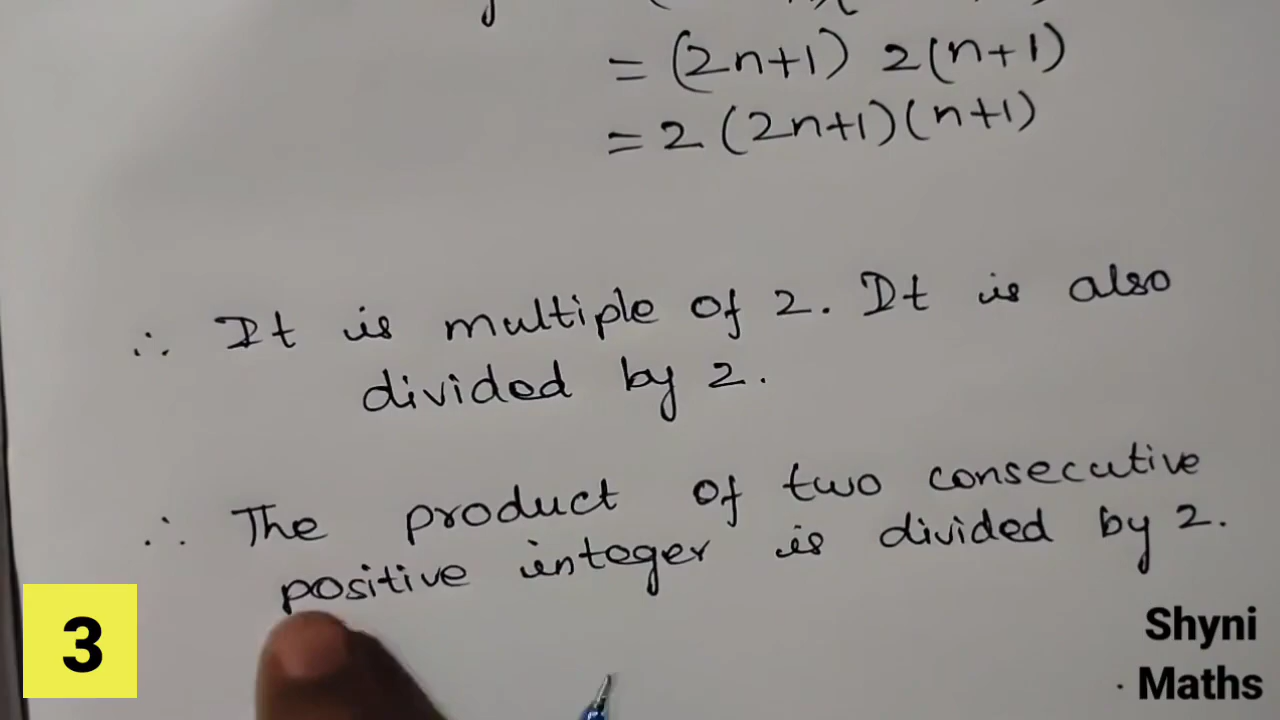 = (2n+1) 2(n+1)
= 2 (2n+1)(n+1)
∴ It is multiple of 2. It is also
divided by 2.
∴ The product of two consecutive
positive integer is divided by 2.
3
Shyni
Maths